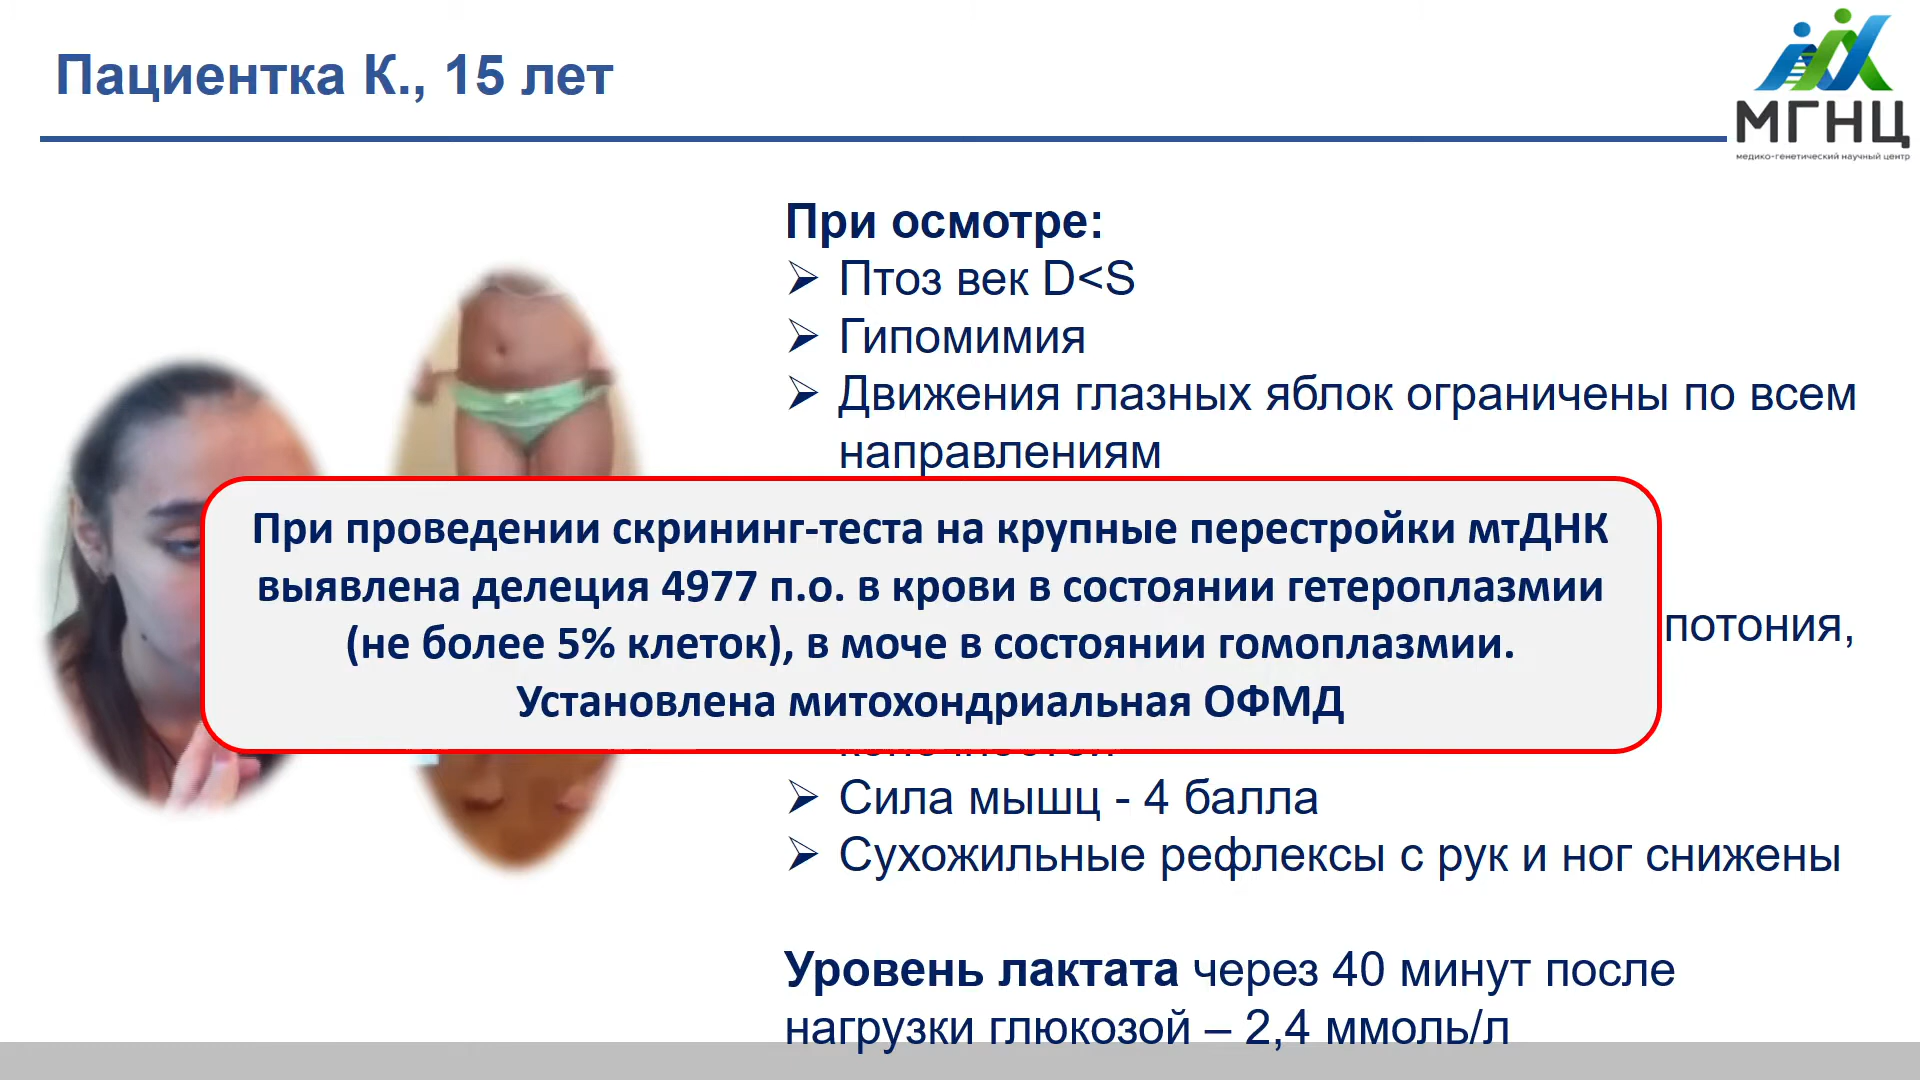 Пациентка К., 15 лет
МГНЦ
медико-генетический научный центр
При осмотре:
Птоз век D<S
Гипомимия
Движения глазных яблок ограничены по всем
направлениям
При проведении скрининг-теста на крупные перестройки мтДНК
выявлена делеция 4977 п.о. в крови в состоянии гетероплазмии
(не более 5% клеток), в моче в состоянии гомоплазмии.
Установлена митохондриальная ОФМД
потония,
Сила мышц - 4 балла
Сухожильные рефлексы с рук и ног снижены
Уровень лактата через 40 минут после
нагрузки глюкозой – 2,4 ммоль/л